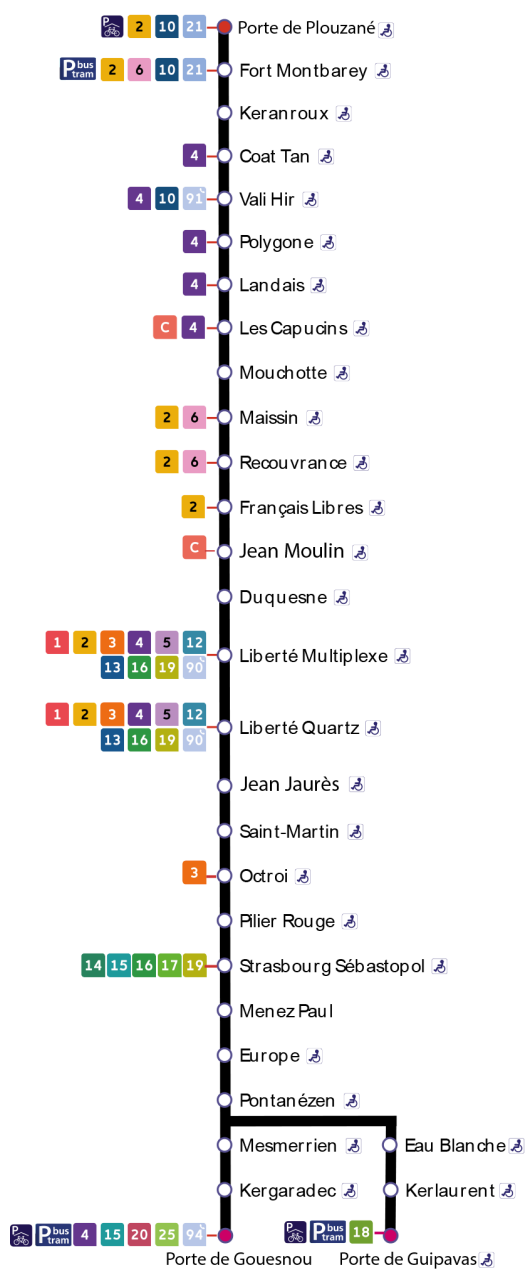 P 2 10 21 Porte de Plouzané
P bus tram 2 6 10 21 Fort Montbarey
Keranroux
4 Coat Tan
4 10 91 Vali Hir
4 Polygone
4 Landais
C 4 Les Capucins
Mouchotte
2 6 Maissin
2 6 Recouvrance
2 Français Libres
C Jean Moulin
Duquesne
1 2 3 4 5 12
13 16 19 90 Liberté Multiplexe
1 2 3 4 5 12
13 16 19 90 Liberté Quartz
Jean Jaurès
Saint-Martin
3 Octroi
Pilier Rouge
14 15 16 17 19 Strasbourg Sébastopol
Menez Paul
Europe
Pontanézen
Mesmerrien Eau Blanche
Kergaradec Kerlaurent
P P bus tram 4 15 20 25 94 P P bus tram 18
Porte de Gouesnou Porte de Guipavas